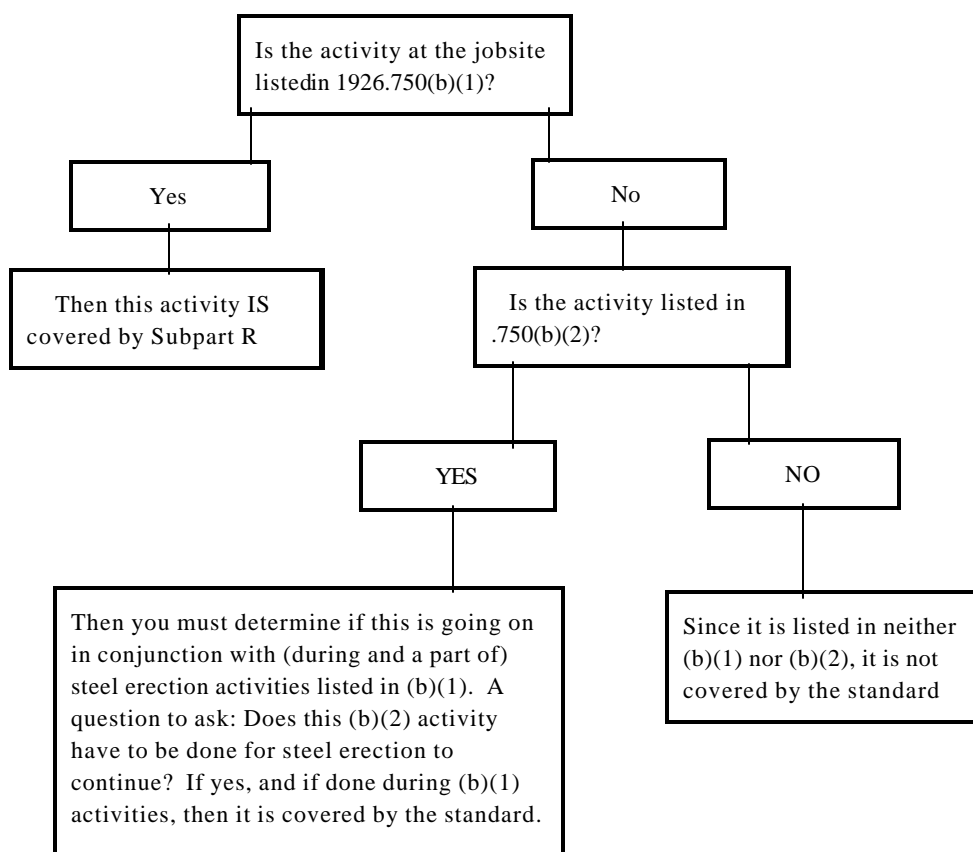 Is the activity at the jobsite
listedin 1926.750(b)(1)?
Yes
No
Then this activity IS
covered by Subpart R
Is the activity listed in
.750(b)(2)?
YES
NO
Then you must determine if this is going on
in conjunction with (during and a part of)
steel erection activities listed in (b)(1). A
question to ask: Does this (b)(2) activity
have to be done for steel erection to
continue? If yes, and if done during (b)(1)
activities, then it is covered by the standard.
Since it is listed in neither
(b)(1) nor (b)(2), it is not
covered by the standard